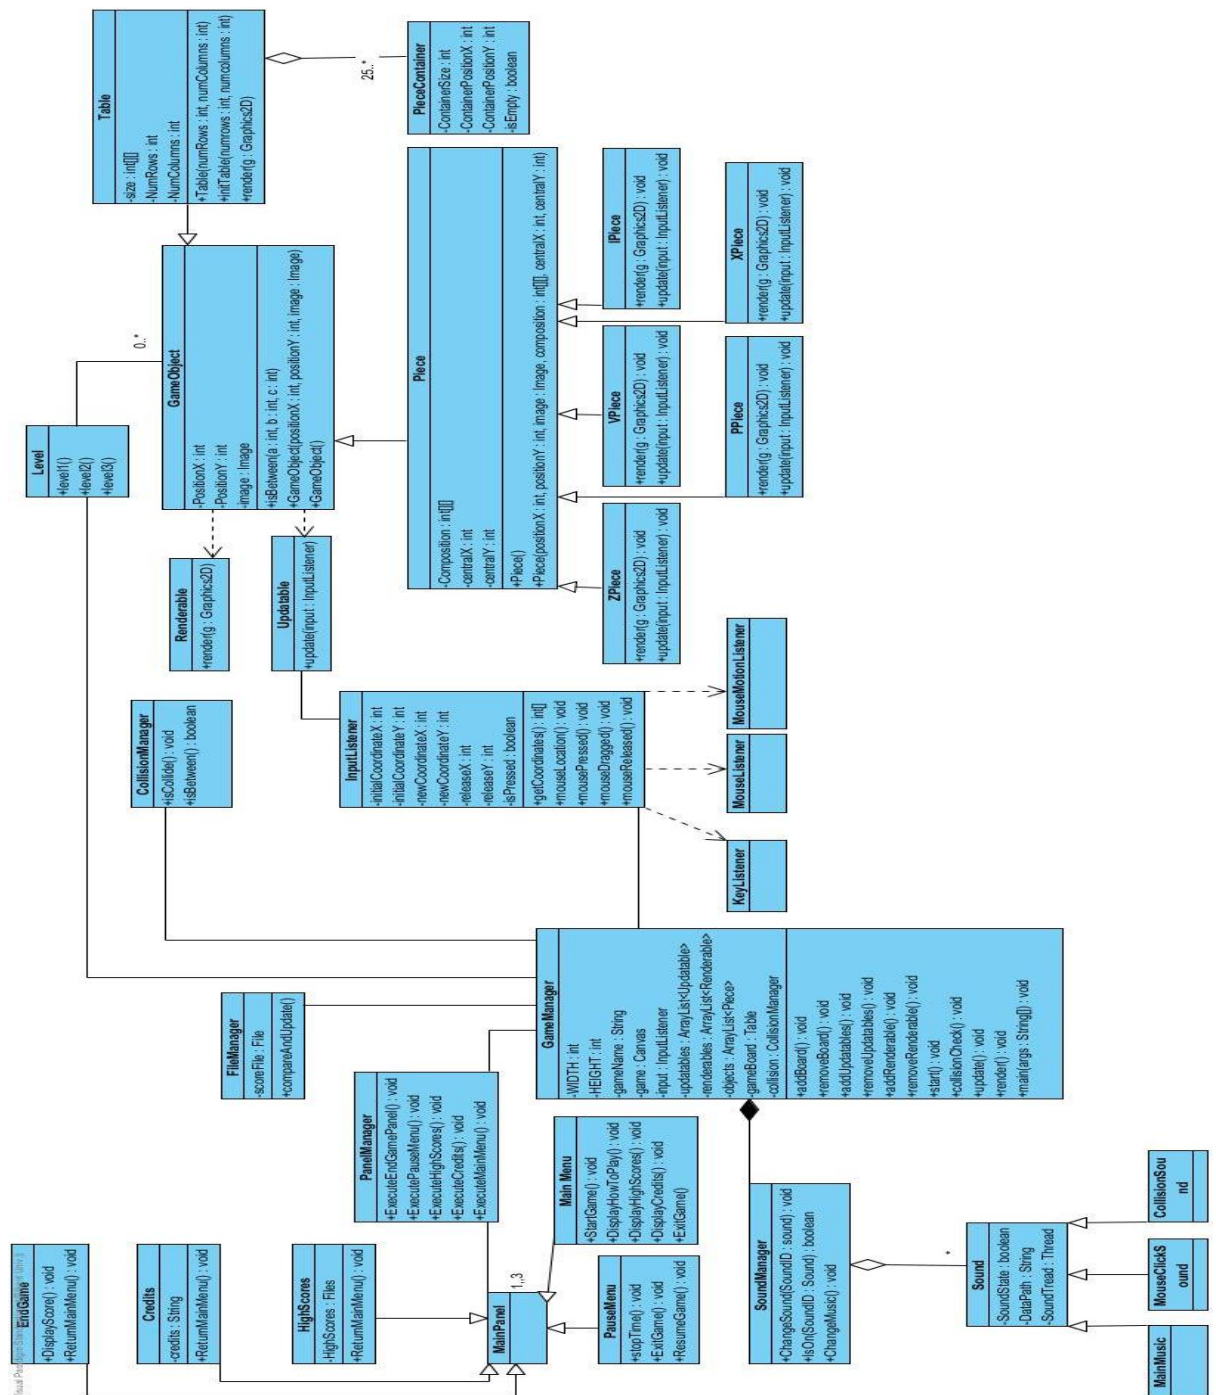 Table
-size : int[][]
-NumRows : int
-NumColumns : int
+Table(numRows : int, numColumns : int)
+initTable(numrows : int, numcolumns : int)
+render(g : Graphics2D)
25..*
PieceContainer
-ContainerSize : int
-ContainerPositionX : int
-ContainerPositionY : int
-isEmpty : boolean
Level
+level1()
+level2()
+level3()
0..*
GameObject
-PositionX : int
-PositionY : int
-image : Image
+isBetween(a : int, b : int, c : int)
+GameObject(positionX : int, positionY : int, image : Image)
+GameObject()
Piece
-Composition : int[][]
-centralX : int
-centralY : int
+Piece()
+Piece(positionX : int, positionY : int, image : Image, composition : int[][], centralX : int, centralY : int)
IPiece
+render(g : Graphics2D) : void
+update(input : InputListener) : void
XPiece
+render(g : Graphics2D) : void
+update(input : InputListener) : void
VPiece
+render(g : Graphics2D) : void
+update(input : InputListener) : void
PPiece
+render(g : Graphics2D) : void
+update(input : InputListener) : void
ZPiece
+render(g : Graphics2D) : void
+update(input : InputListener) : void
Renderable
+render(g : Graphics2D)
Updatable
+update(input : InputListener)
CollisionManager
+isCollide() : void
+isBetween() : boolean
InputListener
-initialCoordinateX : int
-initialCoordinateY : int
-newCoordinateX : int
-newCoordinateY : int
-releaseX : int
-releaseY : int
-isPressed : boolean
+getCoordinates() : int[]
+mouseLocation() : void
+mousePressed() : void
+mouseDragged() : void
+mouseReleased() : void
MouseMotionListener
MouseListener
KeyListener
FileManager
-scoreFile : File
+compareAndUpdate()
GameManager
-WIDTH : int
-HEIGHT : int
-gameName : String
-game : Canvas
-input : InputListener
-updatables : ArrayList<Updatable>
-renderables : ArrayList<Renderable>
-objects : ArrayList<Piece>
-gameBoard : Table
-collision : CollisionManager
+addBoard() : void
+removeBoard() : void
+addUpdatables() : void
+removeUpdatables() : void
+addRenderable() : void
+removeRenderable() : void
+start() : void
+collisionCheck() : void
+update() : void
+render() : void
+main(args : String[]) : void
PanelManager
+ExecuteEndGamePanel() : void
+ExecutePauseMenu() : void
+ExecuteHighScores() : void
+ExecuteCredits() : void
+ExecuteMainMenu() : void
EndGame
+DisplayScore() : void
+ReturnMainMenu() : void
Credits
-credits : String
+ReturnMainMenu() : void
HighScores
-HighScores : Files
+ReturnMainMenu() : void
MainPanel
1..3
Main Menu
+StartGame() : void
+DisplayHowToPlay() : void
+DisplayHighScores() : void
+DisplayCredits() : void
+ExitGame()
PauseMenu
+stopTime() : void
+ExitGame() : void
+ResumeGame() : void
SoundManager
+ChangeSound(SoundID : sound) : void
+IsOn(SoundID : Sound) : boolean
+ChangeMusic() : void
*
Sound
-SoundState : boolean
-DataPath : String
-SoundTread : Thread
CollisionSou
nd
MouseClickS
ound
MainMusic